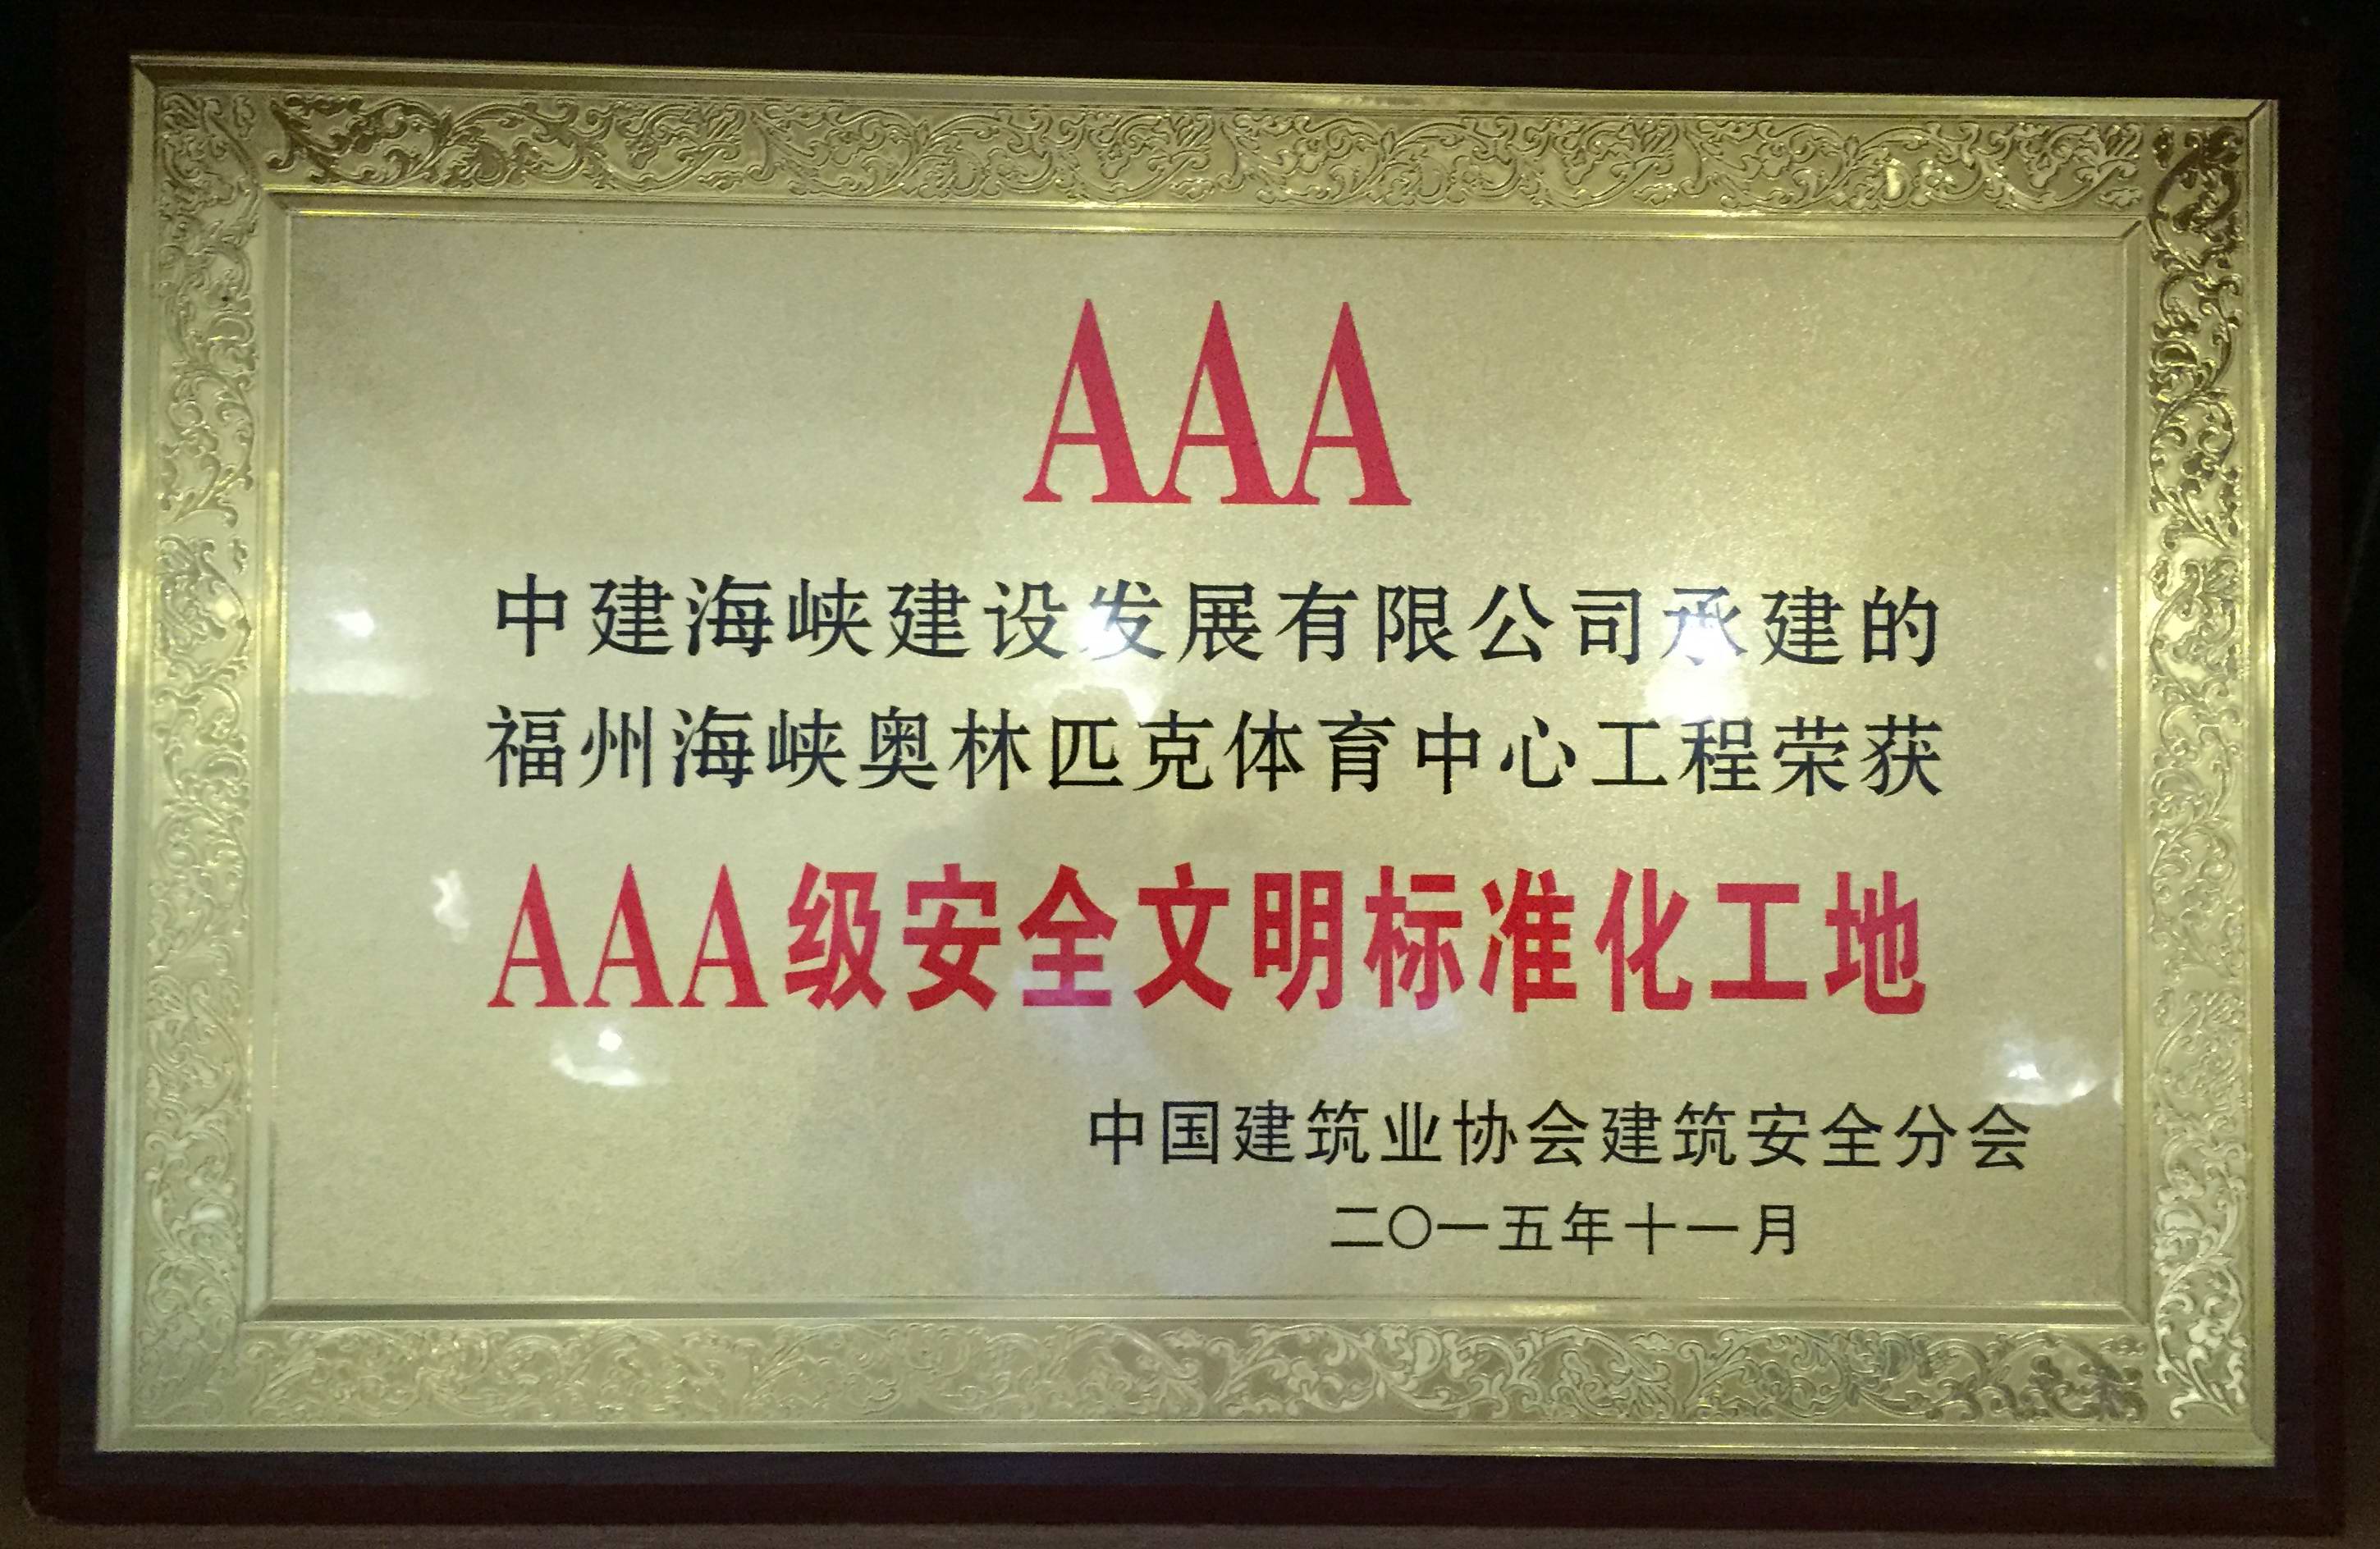 AAA
中建海峡建设发展有限公司承建的
福州海峡奥林匹克体育中心工程荣获
AAA级安全文明标准化工地
中国建筑业协会建筑安全分会
二〇一五年十一月